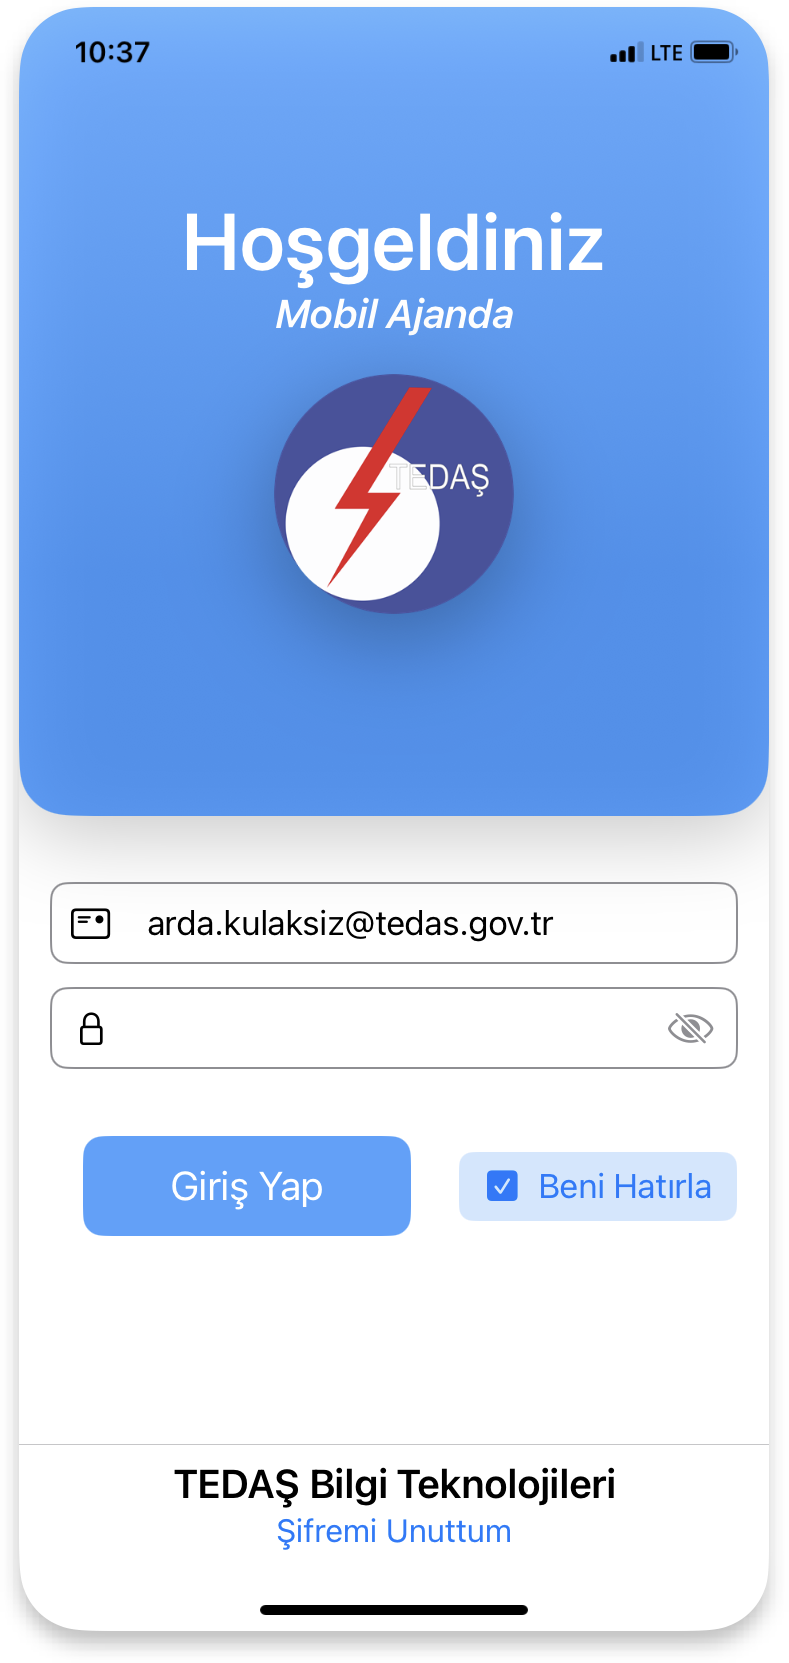 10:37 LTE
Hoşgeldiniz
Mobil Ajanda
TEDAŞ
arda.kulaksiz@tedas.gov.tr
Giriş Yap
Beni Hatırla
TEDAŞ Bilgi Teknolojileri
Şifremi Unuttum